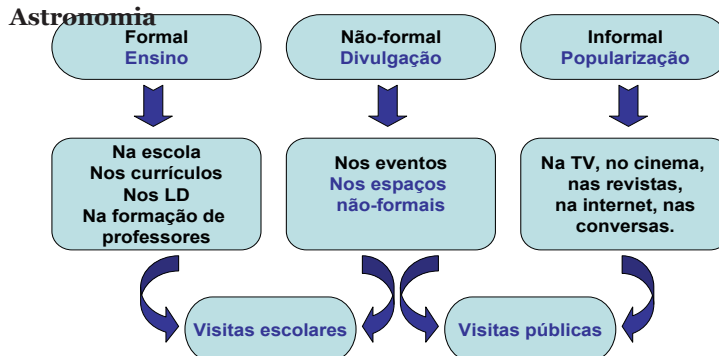 Astronomia
Formal
Ensino
Não-formal
Divulgação
Informal
Popularização
Na escola
Nos currículos
Nos LD
Na formação de
professores
Nos eventos
Nos espaços
não-formais
Na TV, no cinema,
nas revistas,
na internet, nas
conversas.
Visitas escolares
Visitas públicas